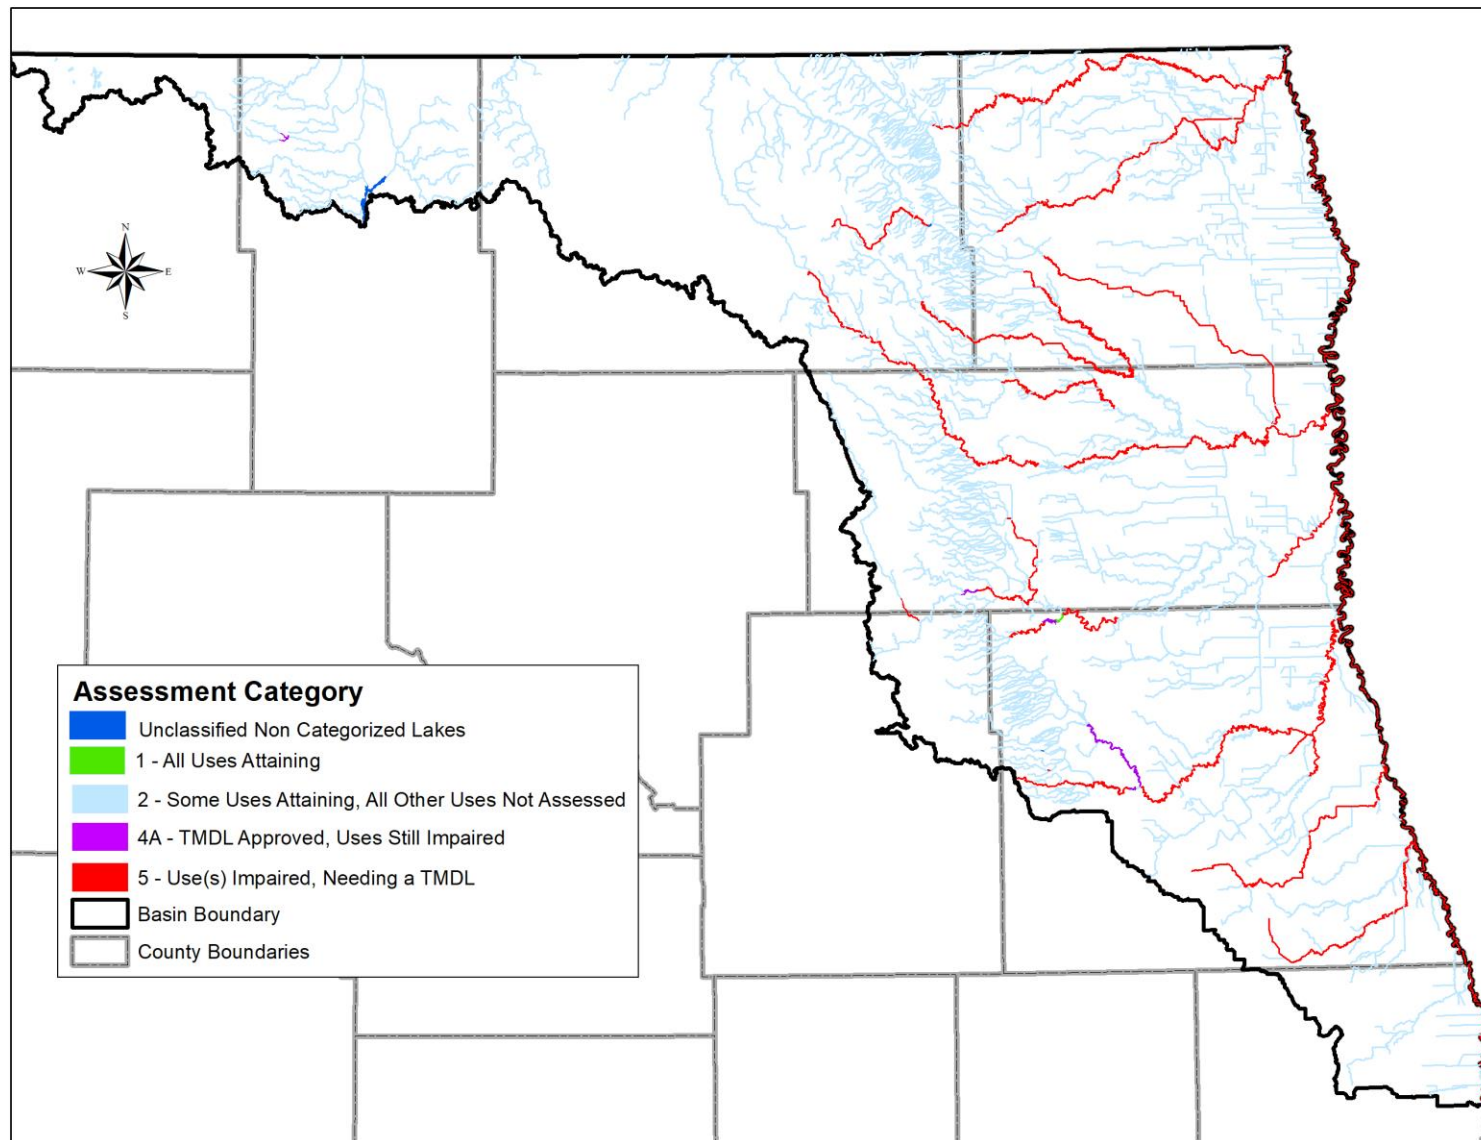 N
W
E
S
Assessment Category
Unclassified Non Categorized Lakes
1 - All Uses Attaining
2 - Some Uses Attaining, All Other Uses Not Assessed
4A - TMDL Approved, Uses Still Impaired
5 - Use(s) Impaired, Needing a TMDL
Basin Boundary
County Boundaries